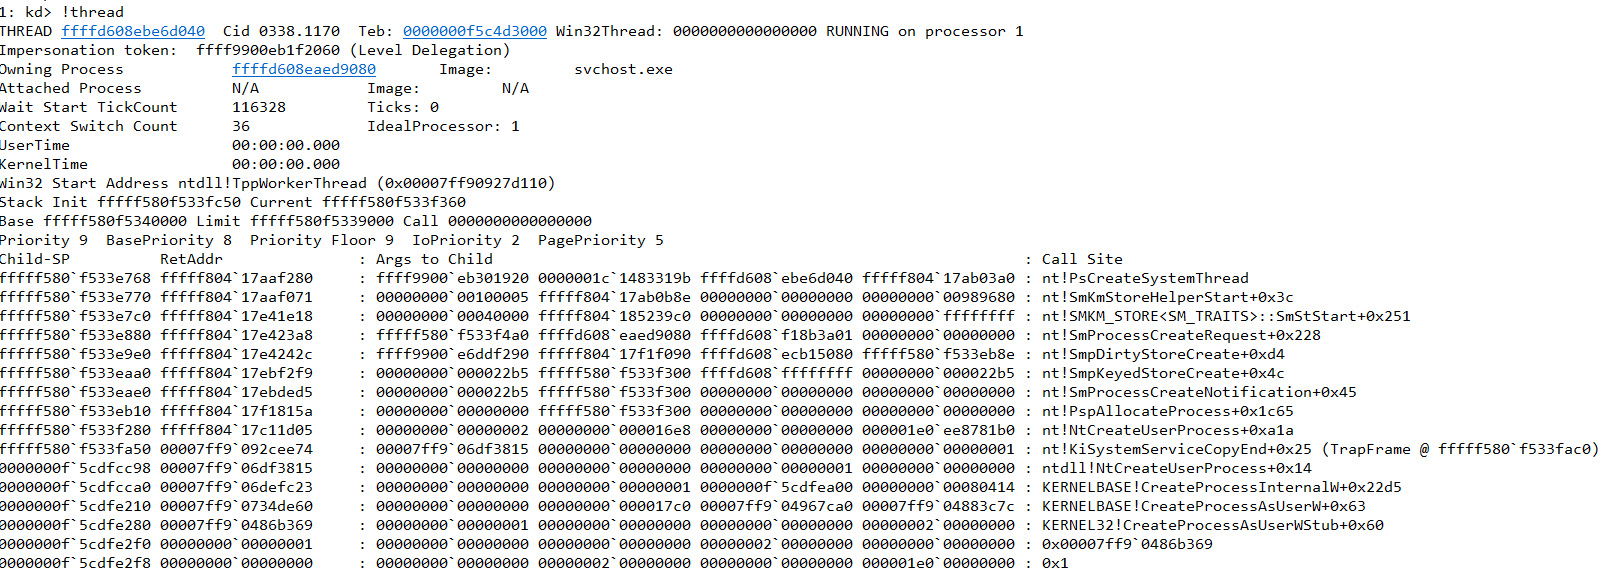 1: kd> !thread
THREAD ffffd608ebe6d040  Cid 0338.1170  Teb: 0000000f5c4d3000 Win32Thread: 0000000000000000 RUNNING on processor 1
Impersonation token:  ffff9900eb1f2060 (Level Delegation)
Owning Process            ffffd608eaed9080       Image:         svchost.exe
Attached Process          N/A            Image:         N/A
Wait Start TickCount      116328         Ticks: 0
Context Switch Count      36             IdealProcessor: 1
UserTime                  00:00:00.000
KernelTime                00:00:00.000
Win32 Start Address ntdll!TppWorkerThread (0x00007ff90927d110)
Stack Init fffff580f533fc50 Current fffff580f533f360
Base fffff580f5340000 Limit fffff580f5339000 Call 0000000000000000
Priority 9  BasePriority 8  Priority Floor 9  IoPriority 2  PagePriority 5
Child-SP          RetAddr               : Args to Child                                                           : Call Site
fffff580`f533e768 fffff804`17aaf280     : ffff9900`eb301920 0000001c`1483319b ffffd608`ebe6d040 fffff804`17ab03a0 : nt!PsCreateSystemThread
fffff580`f533e770 fffff804`17aaf071     : 00000000`00100005 fffff804`17ab0b8e 00000000`00000000 00000000`00989680 : nt!SmKmStoreHelperStart+0x3c
fffff580`f533e7c0 fffff804`17e41e18     : 00000000`00040000 fffff804`185239c0 00000000`00000000 00000000`ffffffff : nt!SMKM_STORE<SM_TRAITS>::SmStStart+0x251
fffff580`f533e880 fffff804`17e423a8     : fffff580`f533f4a0 ffffd608`eaed9080 ffffd608`f18b3a01 00000000`00000000 : nt!SmProcessCreateRequest+0x228
fffff580`f533e9e0 fffff804`17e4242c     : ffff9900`e6ddf290 fffff804`17f1f090 ffffd608`ecb15080 fffff580`f533eb8e : nt!SmpDirtyStoreCreate+0xd4
fffff580`f533eaa0 fffff804`17ebf2f9     : 00000000`000022b5 fffff580`f533f300 ffffd608`ffffffff 00000000`000022b5 : nt!SmpKeyedStoreCreate+0x4c
fffff580`f533eae0 fffff804`17ebded5     : 00000000`000022b5 fffff580`f533f300 00000000`00000000 00000000`00000000 : nt!SmProcessCreateNotification+0x45
fffff580`f533eb10 fffff804`17f1815a     : 00000000`00000000 fffff580`f533f300 00000000`00000000 00000000`00000000 : nt!PspAllocateProcess+0x1c65
fffff580`f533f280 fffff804`17c11d05     : 00000000`00000002 00000000`000016e8 00000000`00000000 000001e0`ee8781b0 : nt!NtCreateUserProcess+0xa1a
fffff580`f533fa50 00007ff9`092cee74     : 00007ff9`06df3815 00000000`00000000 00000000`00000000 00000000`00000001 : nt!KiSystemServiceCopyEnd+0x25 (TrapFrame @ fffff580`f533fac0)
0000000f`5cdfcc98 00007ff9`06df3815     : 00000000`00000000 00000000`00000000 00000000`00000001 00000000`00000000 : ntdll!NtCreateUserProcess+0x14
0000000f`5cdfcca0 00007ff9`06defc23     : 00000000`00000000 00000000`00000001 0000000f`5cdfea00 00000000`00080414 : KERNELBASE!CreateProcessInternalW+0x22d5
0000000f`5cdfe210 00007ff9`0734de60     : 00000000`00000000 00000000`000017c0 00007ff9`04967ca0 00007ff9`04883c7c : KERNELBASE!CreateProcessAsUserW+0x63
0000000f`5cdfe280 00007ff9`0486b369     : 00000000`00000001 00000000`00000000 00000000`00000002 00000000`00000000 : KERNEL32!CreateProcessAsUserWStub+0x60
0000000f`5cdfe2f0 00000000`00000001     : 00000000`00000000 00000000`00000000 00000002`00000000 00000000`00000000 : 0x00007ff9`0486b369
0000000f`5cdfe2f8 00000000`00000000     : 00000000`00000000 00000002`00000000 00000000`00000000 000001e0`00000000 : 0x1